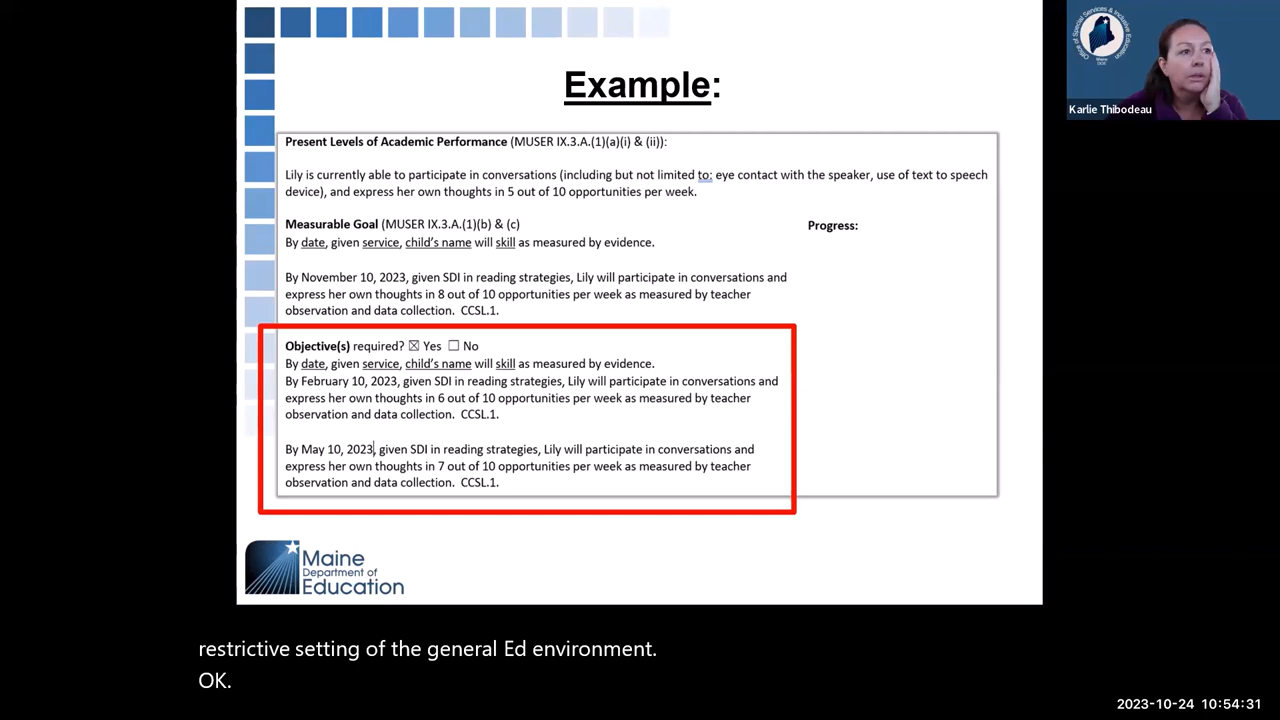 Example:
Present Levels of Academic Performance (MUSER IX.3.A.(1)(a)(i) & (ii)):
Lily is currently able to participate in conversations (including but not limited to: eye contact with the speaker, use of text to speech
device), and express her own thoughts in 5 out of 10 opportunities per week.
Measurable Goal (MUSER IX.3.A.(1)(b) & (c)
Progress:
By date, given service, child's name will skill as measured by evidence.
By November 10, 2023, given SDI in reading strategies, Lily will participate in conversations and
express her own thoughts in 8 out of 10 opportunities per week as measured by teacher
observation and data collection. CCSL.1.
Objective(s) required? ☒ Yes ☐ No
By date, given service, child's name will skill as measured by evidence.
By February 10, 2023, given SDI in reading strategies, Lily will participate in conversations and
express her own thoughts in 6 out of 10 opportunities per week as measured by teacher
observation and data collection. CCSL.1.
By May 10, 2023, given SDI in reading strategies, Lily will participate in conversations and
express her own thoughts in 7 out of 10 opportunities per week as measured by teacher
observation and data collection. CCSL.1.
Maine
Department of
Education
Office of Special Services & Inclusive Education
Maine
DOE
Karlie Thibodeau
restrictive setting of the general Ed environment.
OK.
2023-10-24 10:54:31